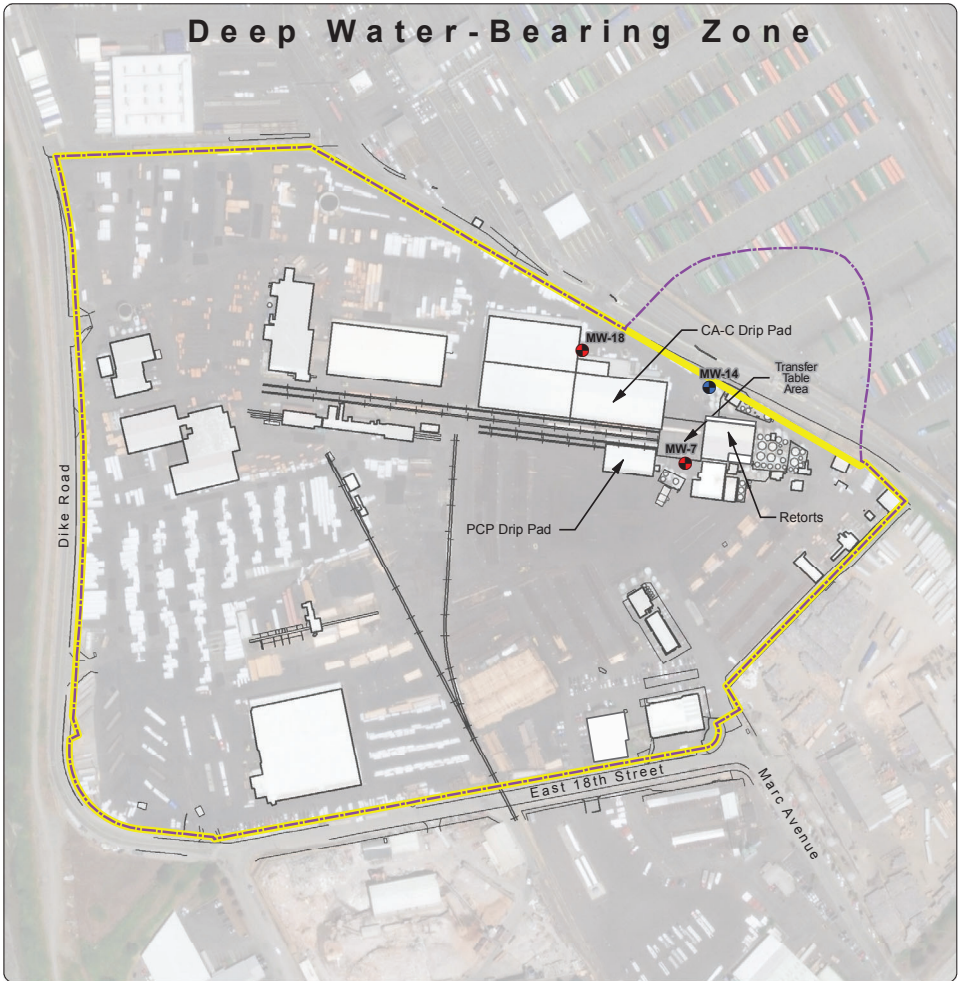 Deep Water-Bearing Zone
MW-18
CA-C Drip Pad
MW-14
Transfer
Table
Area
MW-7
PCP Drip Pad
Retorts
Dike Road
East 18th Street
Marc Avenue